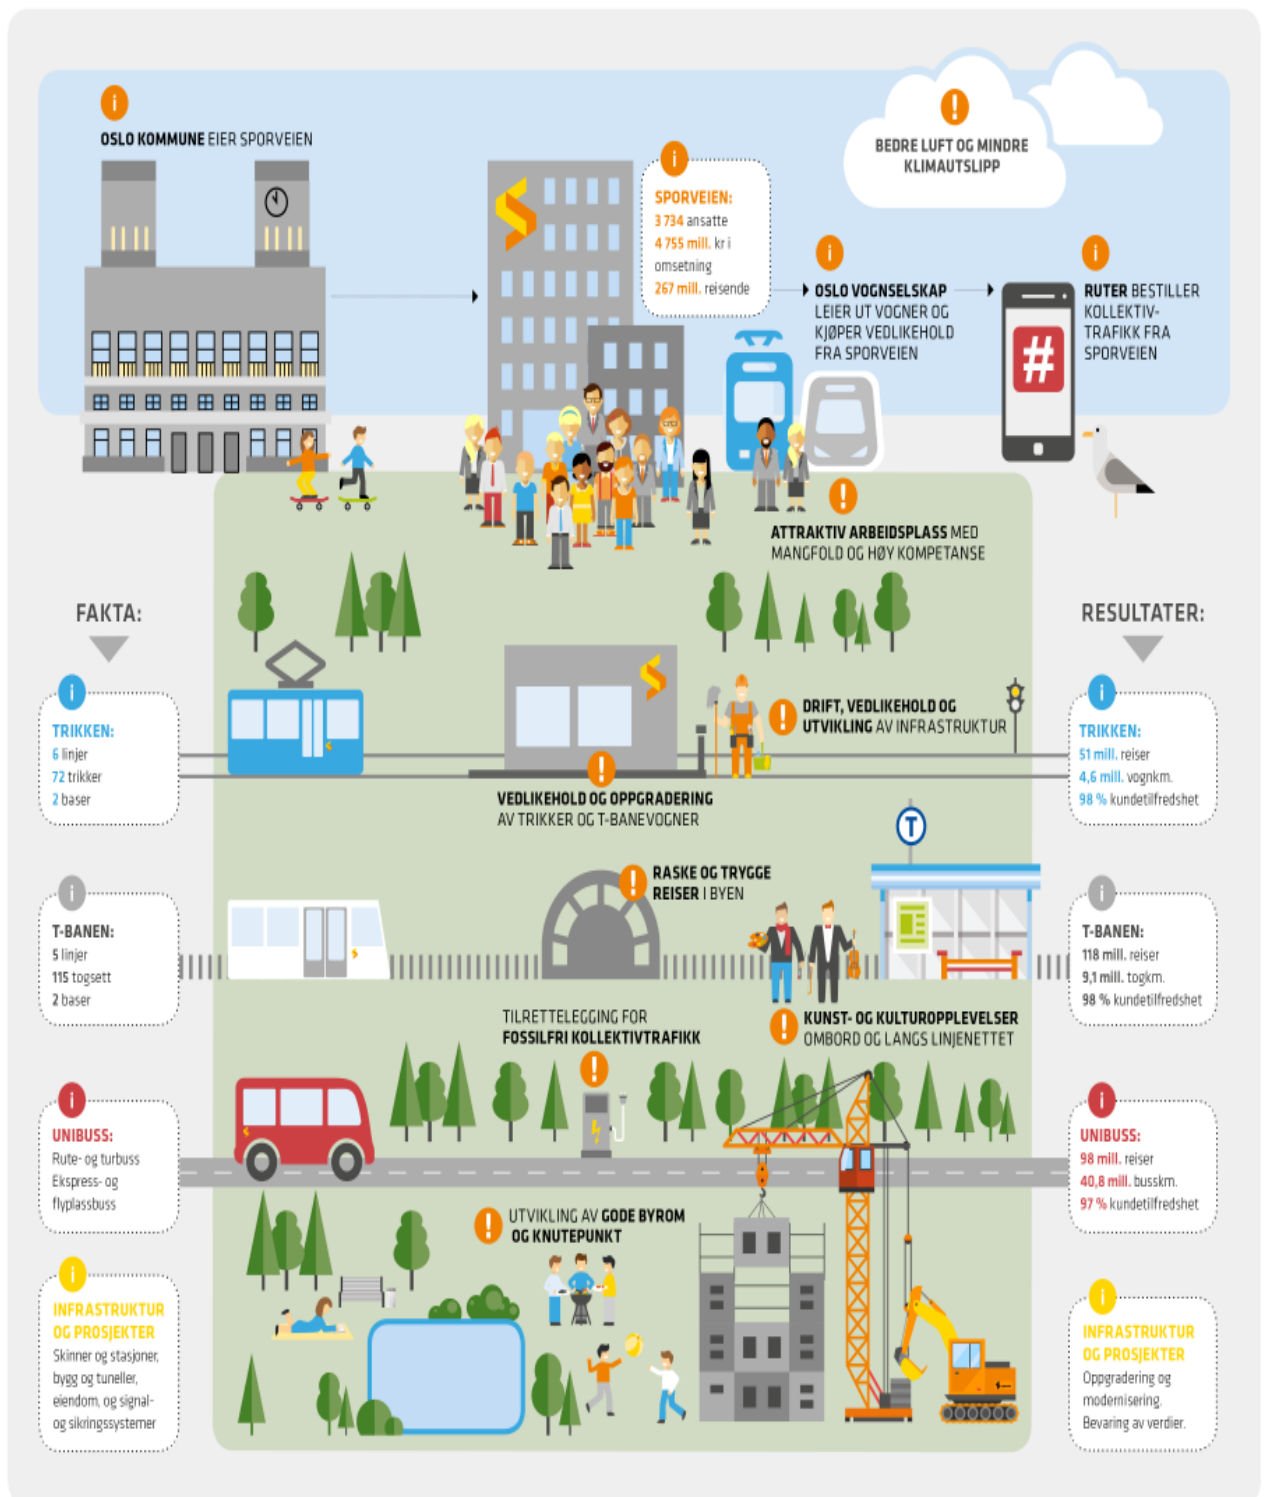 OSLO KOMMUNE EIER SPORVEIEN
SPORVEIEN:
3 734 ansatte
4 755 mill. kr i
omsetning
267 mill. reisende
BEDRE LUFT OG MINDRE
KLIMAUTSLIPP
OSLO VOGNSELSKAP
LEIER UT VOGNER OG
KJØPER VEDLIKEHOLD
FRA SPORVEIEN
#
RUTER BESTILLER
KOLLEKTIV-
TRAFIKK FRA
SPORVEIEN
ATTRAKTIV ARBEIDSPLASS MED
MANGFOLD OG HØY KOMPETANSE
FAKTA:
TRIKKEN:
6 linjer
72 trikker
2 baser
T-BANEN:
5 linjer
115 togsett
2 baser
UNIBUSS:
Rute- og turbuss
Ekspress- og
flyplassbuss
INFRASTRUKTUR
OG PROSJEKTER
Skinner og stasjoner,
bygg og tuneller,
eiendom, og signal-
og sikringssystemer
DRIFT, VEDLIKEHOLD OG
UTVIKLING AV INFRASTRUKTUR
VEDLIKEHOLD OG OPPGRADERING
AV TRIKKER OG T-BANEVOGNER
T
RASKE OG TRYGGE
REISER I BYEN
KUNST- OG KULTUROPPLEVELSER
OMBORD OG LANGS LINJENETTET
TILRETTELEGGING FOR
FOSSILFRI KOLLEKTIVTRAFIKK
UTVIKLING AV GODE BYROM
OG KNUTEPUNKT
RESULTATER:
TRIKKEN:
51 mill. reiser
4,6 mill. vognkm.
98 % kundetilfredshet
T-BANEN:
118 mill. reiser
9,1 mill. togkm.
98 % kundetilfredshet
UNIBUSS:
98 mill. reiser
40,8 mill. busskm.
97 % kundetilfredshet
INFRASTRUKTUR
OG PROSJEKTER
Oppgradering og
modernisering.
Bevaring av verdier.